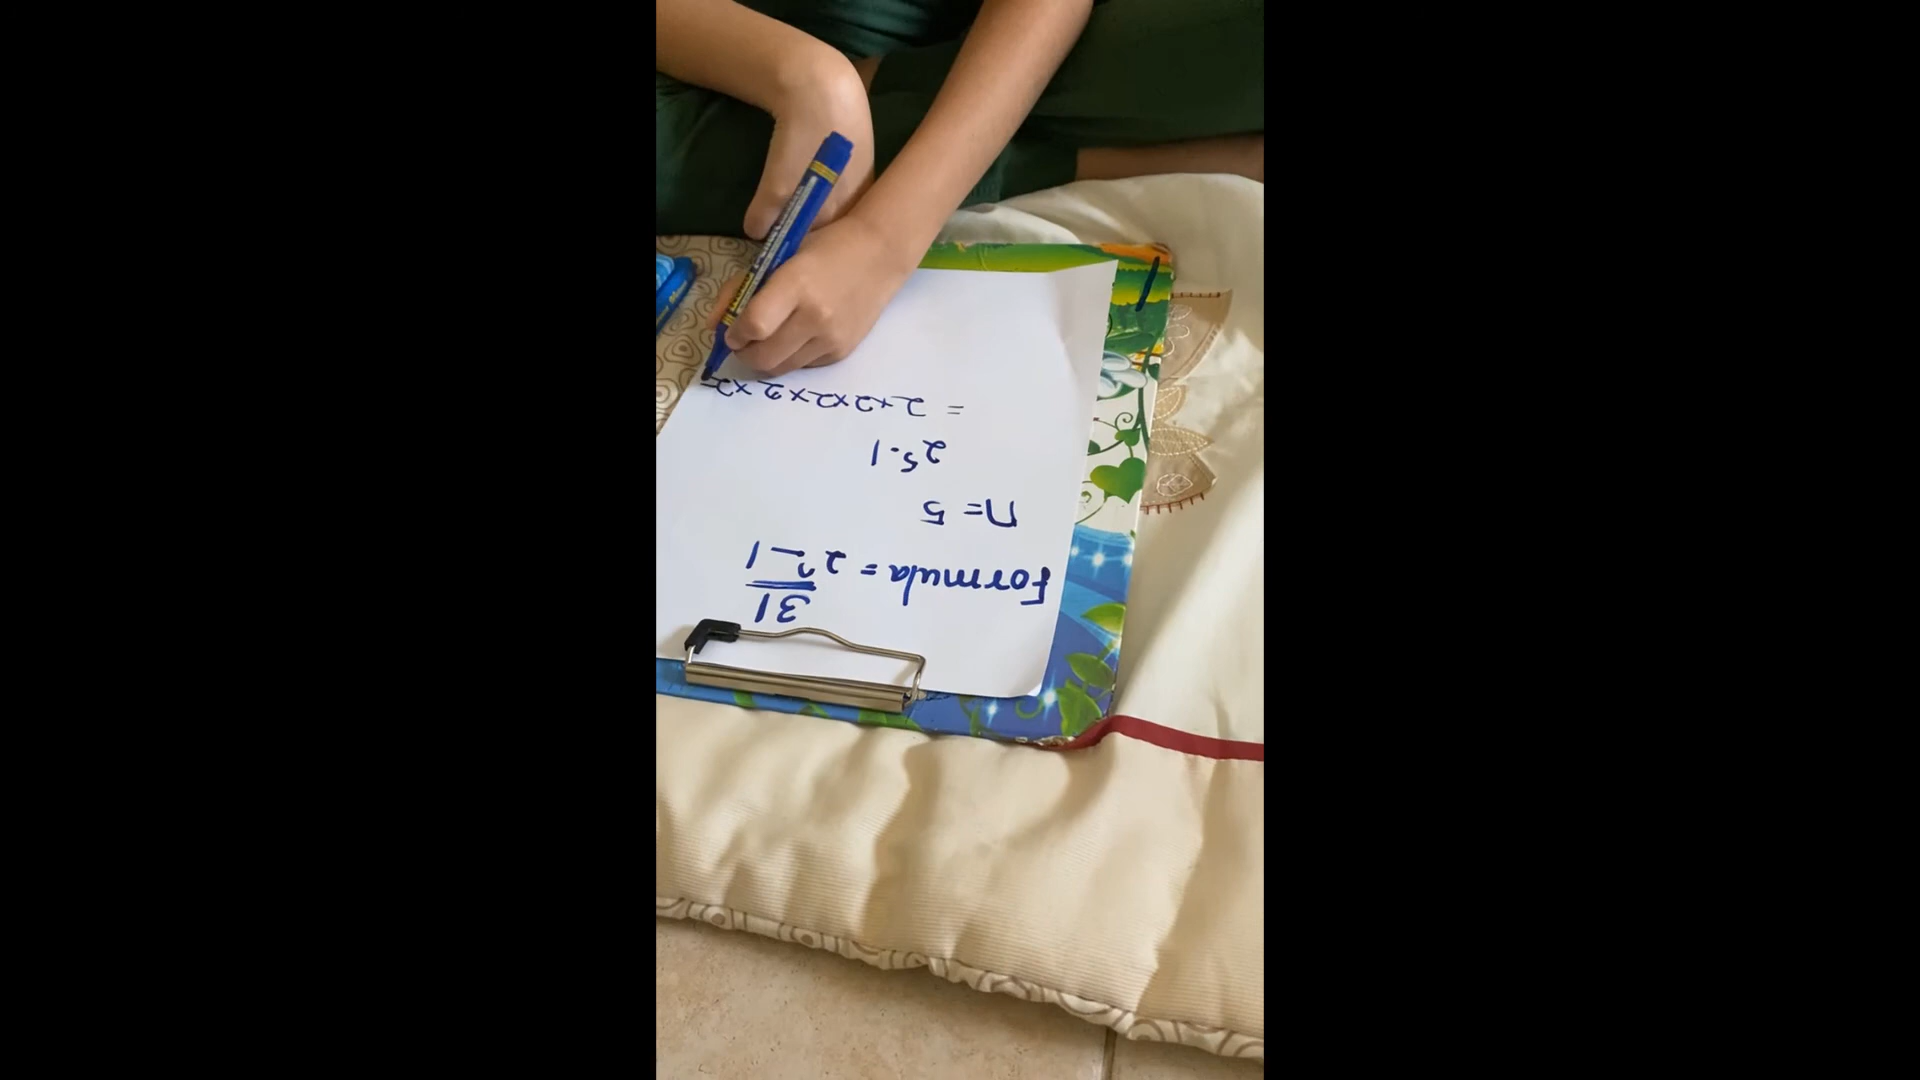 31
Formula = 2ⁿ-1
n = 5
2⁵-1
= 2×2×2×2×2